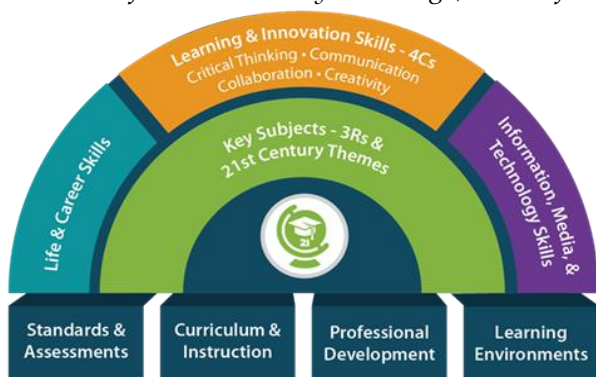 Learning & Innovation Skills - 4Cs
Critical Thinking • Communication
Collaboration • Creativity
Key Subjects - 3Rs &
21st Century Themes
Life & Career Skills
Information, Media, &
Technology Skills
21
Standards &
Assessments
Curriculum &
Instruction
Professional
Development
Learning
Environments